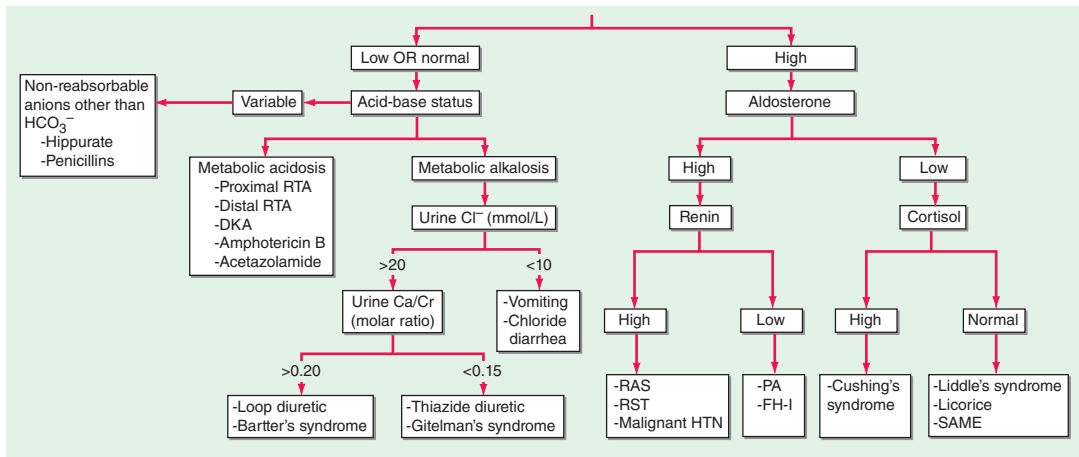 Low OR normal
High
Non-reabsorbable
anions other than
HCO₃⁻
-Hippurate
-Penicillins
Variable
Acid-base status
Aldosterone
Metabolic acidosis
-Proximal RTA
-Distal RTA
-DKA
-Amphotericin B
-Acetazolamide
Metabolic alkalosis
High
Low
Urine Cl⁻ (mmol/L)
Renin
Cortisol
>20
<10
Urine Ca/Cr
(molar ratio)
-Vomiting
-Chloride
diarrhea
High
Low
High
Normal
>0.20
<0.15
-Loop diuretic
-Bartter's syndrome
-Thiazide diuretic
-Gitelman's syndrome
-RAS
-RST
-Malignant HTN
-PA
-FH-I
-Cushing's
syndrome
-Liddle's syndrome
-Licorice
-SAME